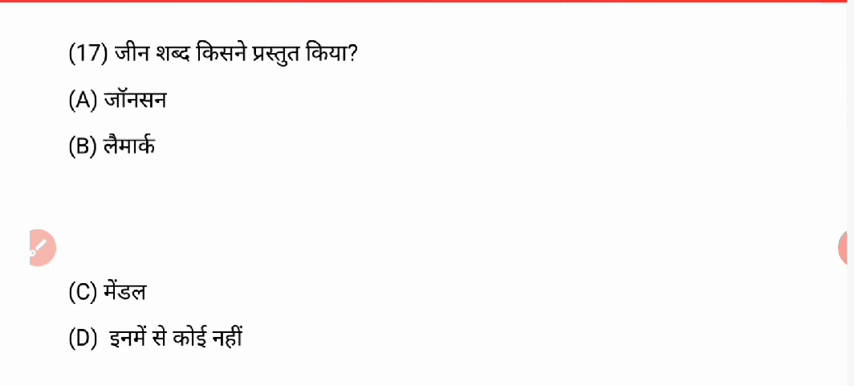 (17) जीन शब्द किसने प्रस्तुत किया?
(A) जॉनसन
(B) लैमार्क
(C) मेंडल
(D) इनमें से कोई नहीं